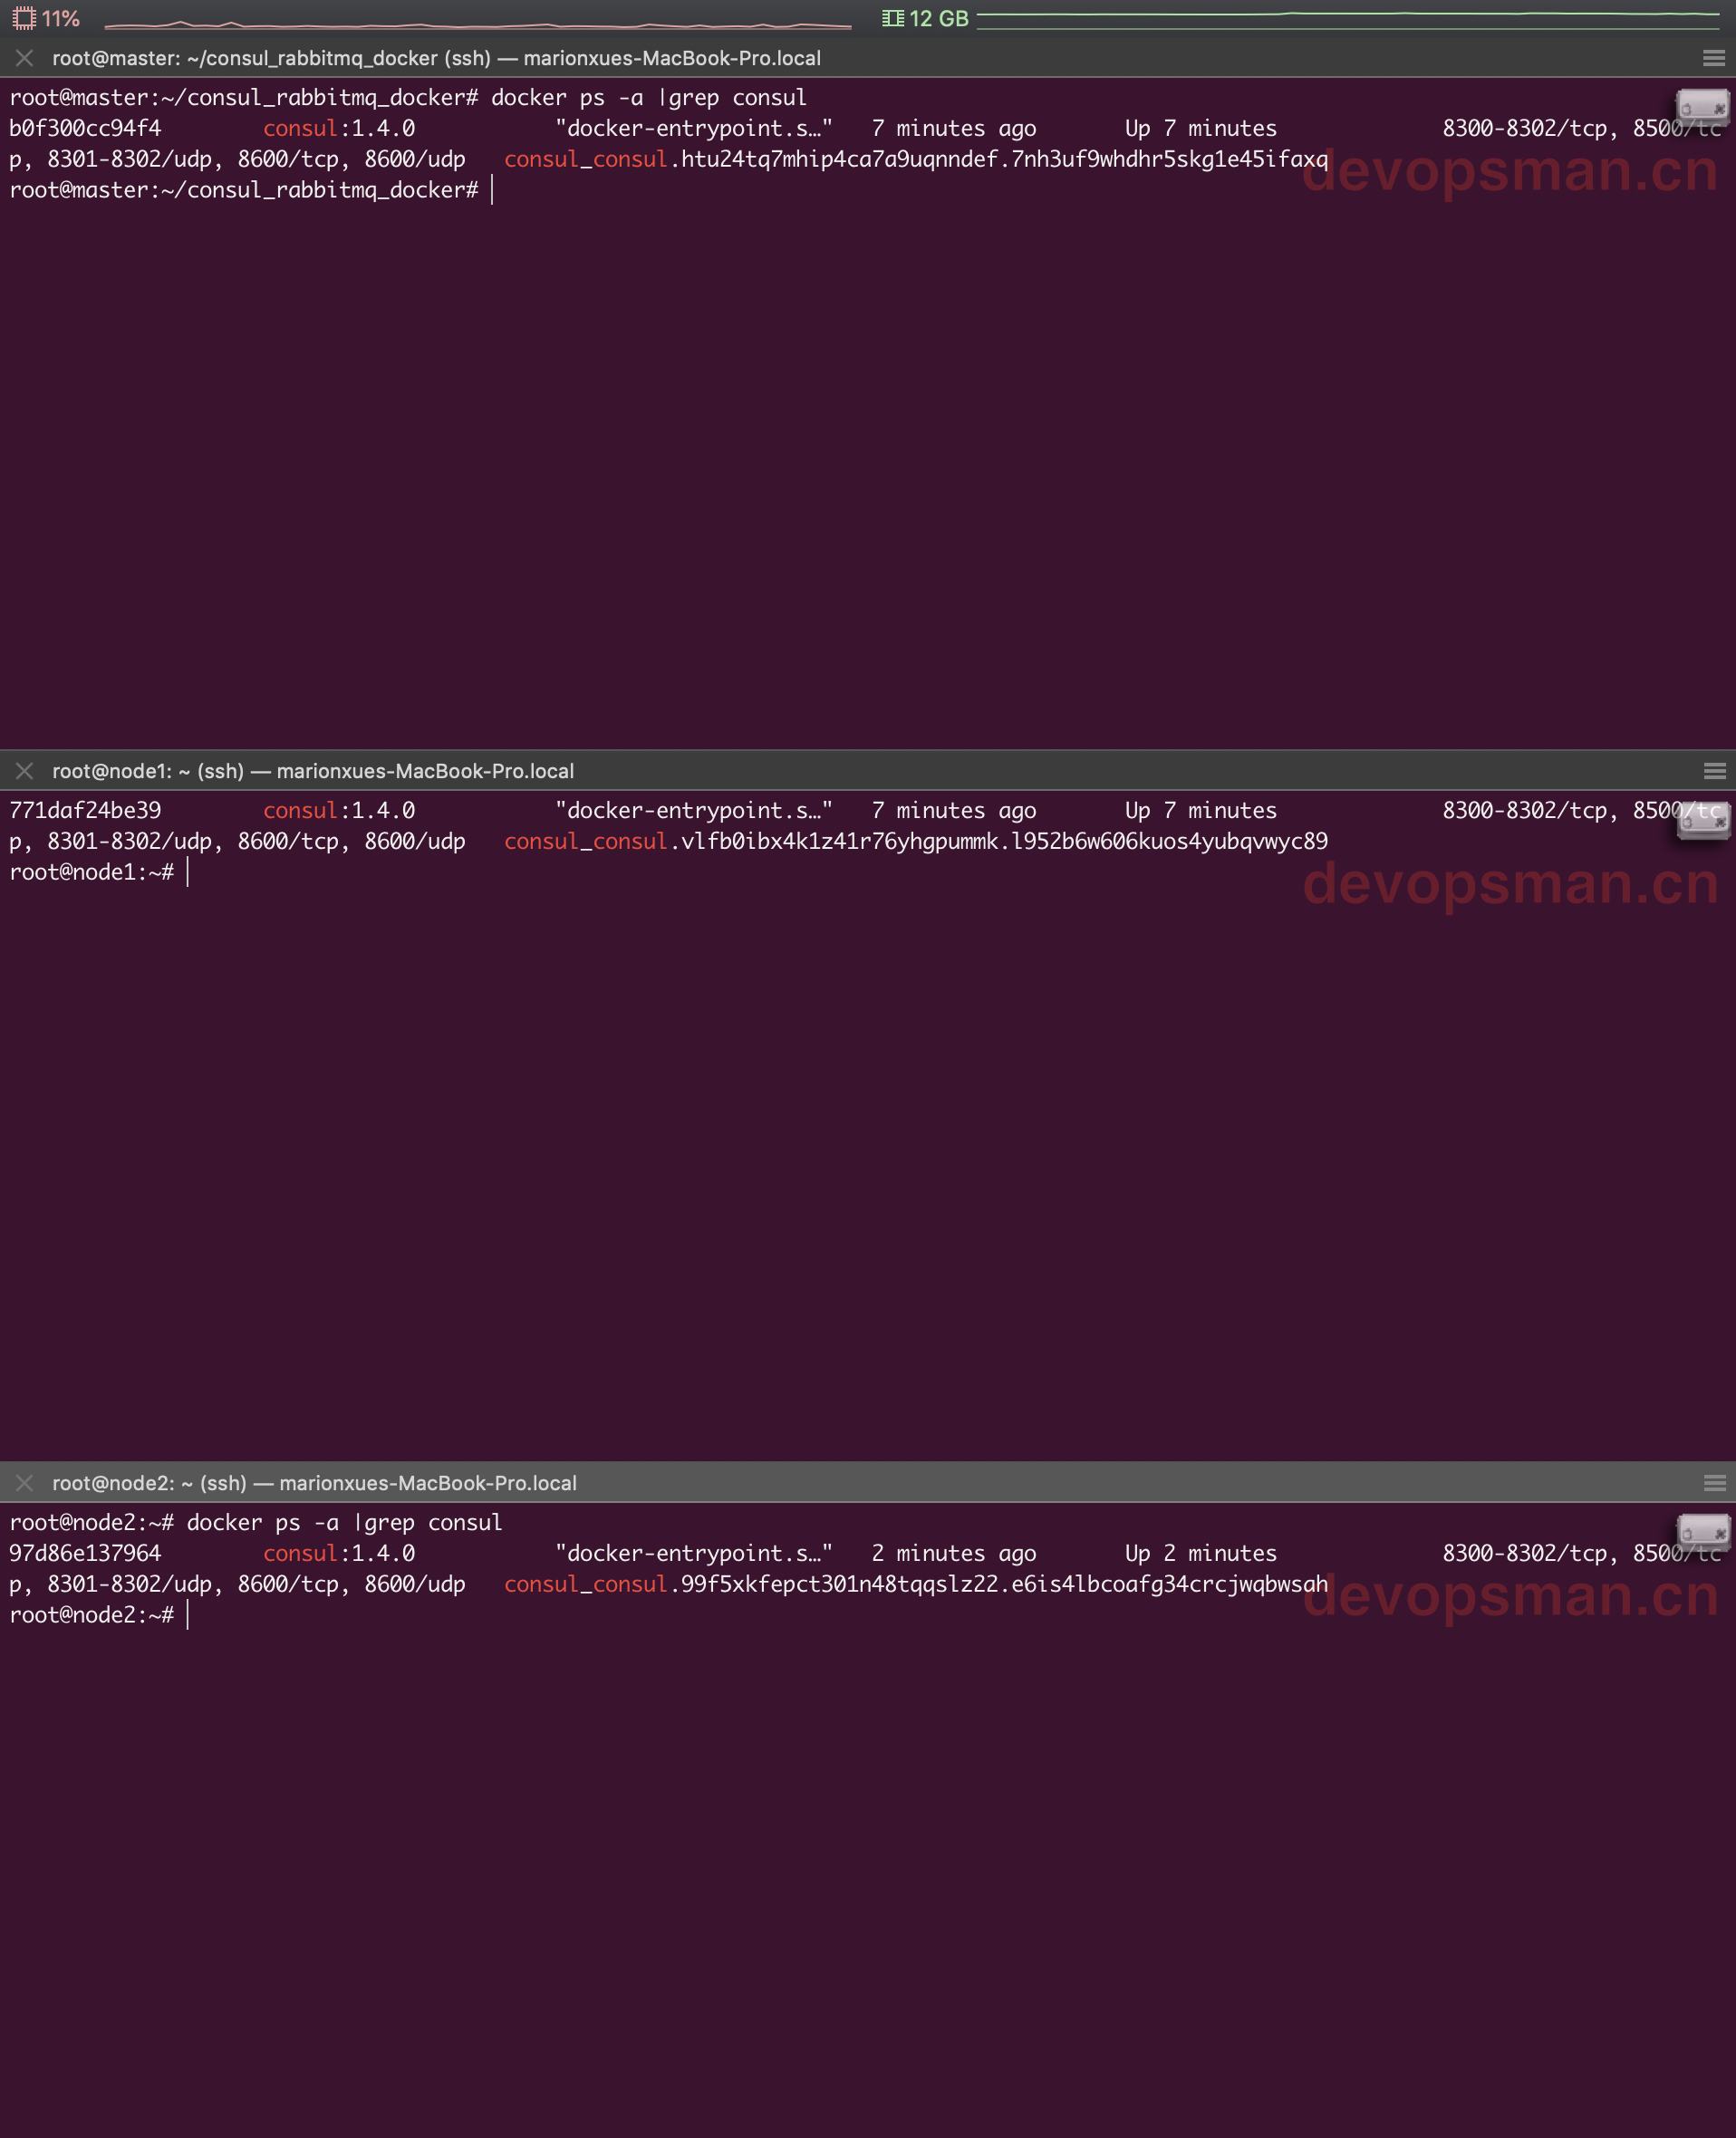 11%
12 GB
root@master: ~/consul_rabbitmq_docker (ssh) — marionxues-MacBook-Pro.local
root@master:~/consul_rabbitmq_docker# docker ps -a |grep consul
b0f300cc94f4        consul:1.4.0           "docker-entrypoint.s…"   7 minutes ago       Up 7 minutes             8300-8302/tcp, 8500/tc
p, 8301-8302/udp, 8600/tcp, 8600/udp   consul_consul.htu24tq7mhip4ca7a9uqnndef.7nh3uf9whdhr5skg1e45ifaxq
devopsman.cn
root@master:~/consul_rabbitmq_docker#
root@node1: ~ (ssh) — marionxues-MacBook-Pro.local
771daf24be39        consul:1.4.0           "docker-entrypoint.s…"   7 minutes ago       Up 7 minutes             8300-8302/tcp, 8500/tc
p, 8301-8302/udp, 8600/tcp, 8600/udp   consul_consul.vlfb0ibx4k1z41r76yhgpummk.l952b6w606kuos4yubqvwyc89
root@node1:~#
devopsman.cn
root@node2: ~ (ssh) — marionxues-MacBook-Pro.local
root@node2:~# docker ps -a |grep consul
97d86e137964        consul:1.4.0           "docker-entrypoint.s…"   2 minutes ago       Up 2 minutes             8300-8302/tcp, 8500/tc
p, 8301-8302/udp, 8600/tcp, 8600/udp   consul_consul.99f5xkfepct301n48tqqslz22.e6is4lbcoafg34crcjwqbwsah
devopsman.cn
root@node2:~#